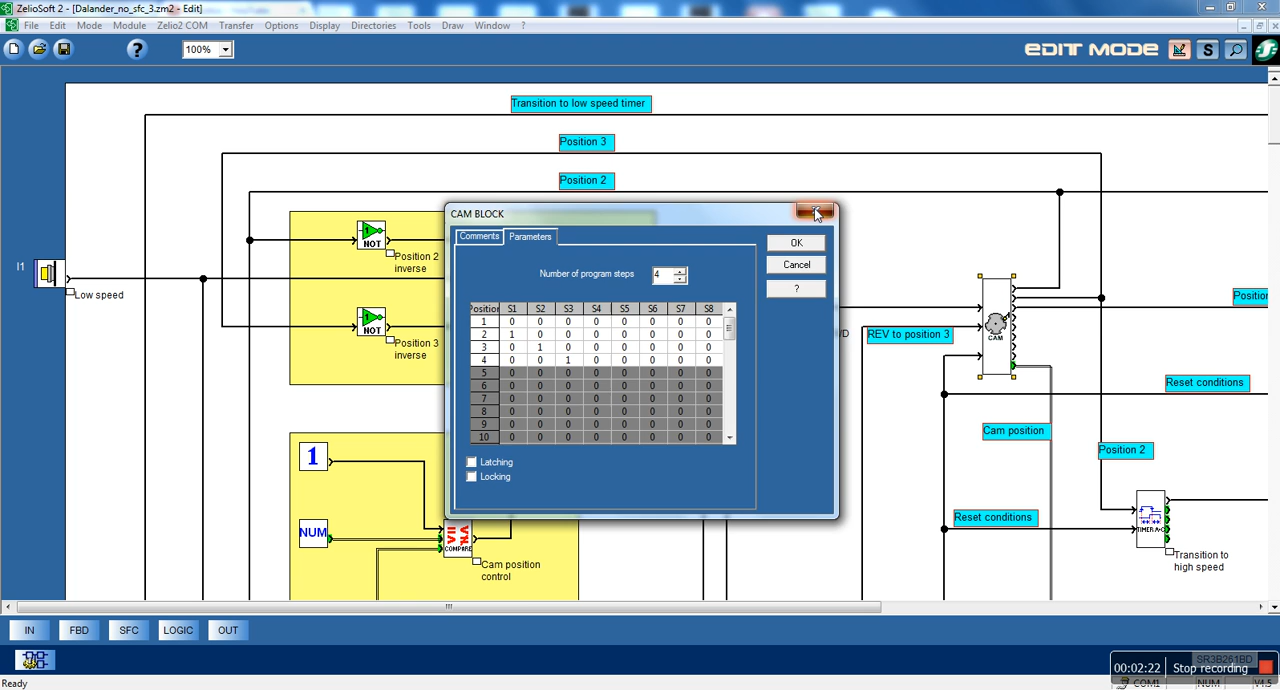 ZelioSoft 2 - [Dalander_no_sfc_3.zm2 - Edit]
File Edit Mode Module Zelio2 COM Transfer Options Display Directories Tools Draw Window ?
? 100% EDIT MODE S
Transition to low speed timer
Position 3
Position 2
NOT
Position 2
inverse
I1
Low speed
NOT
Position 3
inverse
CAM BLOCK
Comments Parameters
OK
Cancel
?
Number of program steps 4
Position S1 S2 S3 S4 S5 S6 S7 S8
1 0 0 0 0 0 0 0 0
2 1 0 0 0 0 0 0 0
3 0 1 0 0 0 0 0 0
4 0 0 1 0 0 0 0 0
5 0 0 0 0 0 0 0 0
6 0 0 0 0 0 0 0 0
7 0 0 0 0 0 0 0 0
8 0 0 0 0 0 0 0 0
9 0 0 0 0 0 0 0 0
10 0 0 0 0 0 0 0 0
Latching
Locking
/D
REV to position 3
CAM
Positio
Reset conditions
Cam position
Position 2
Reset conditions
TIMER A•C
Transition to
high speed
1
NUM
COMPARE
Cam position
control
IN FBD SFC LOGIC OUT
SR3B261BD
00:02:22 Stop recording
Ready COM1 NUM V4.5